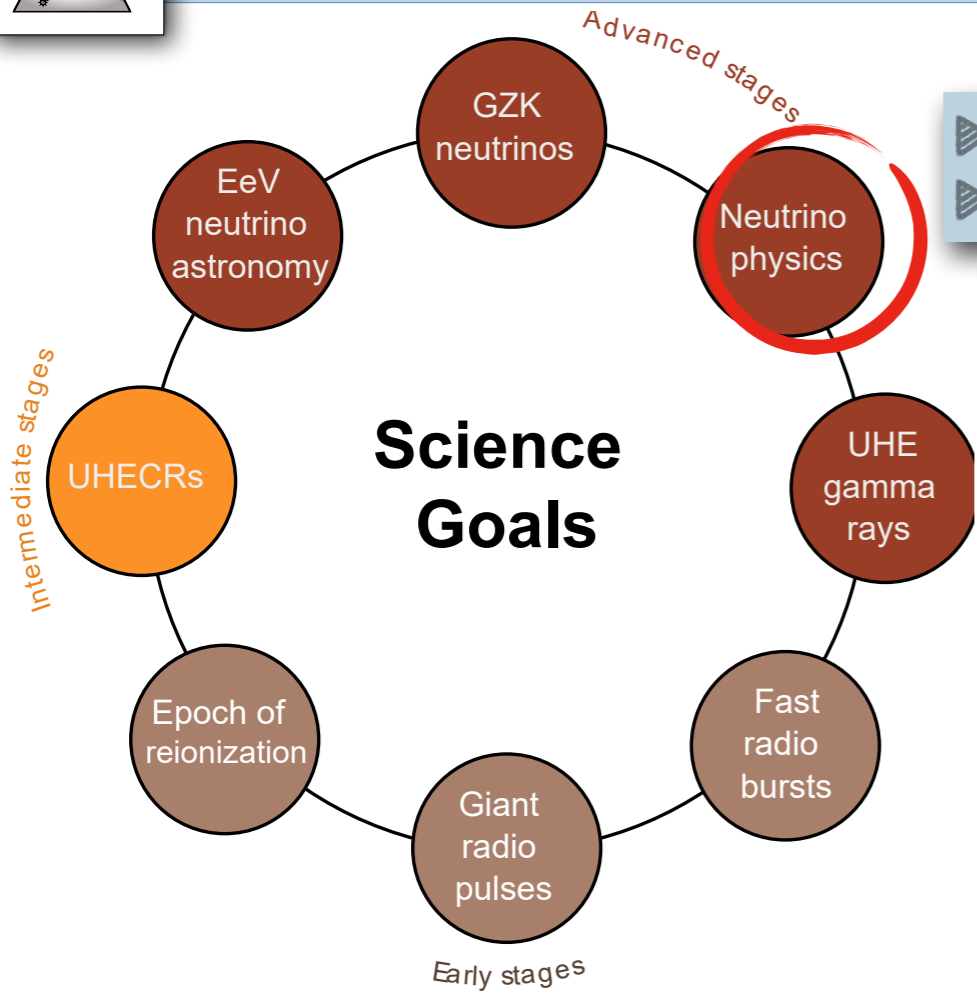 Advanced stages
GZK
neutrinos
EeV
neutrino
astronomy
Neutrino
physics
Intermediate stages
UHECRs
Science
Goals
UHE
gamma
rays
Epoch of
reionization
Fast
radio
bursts
Giant
radio
pulses
Early stages